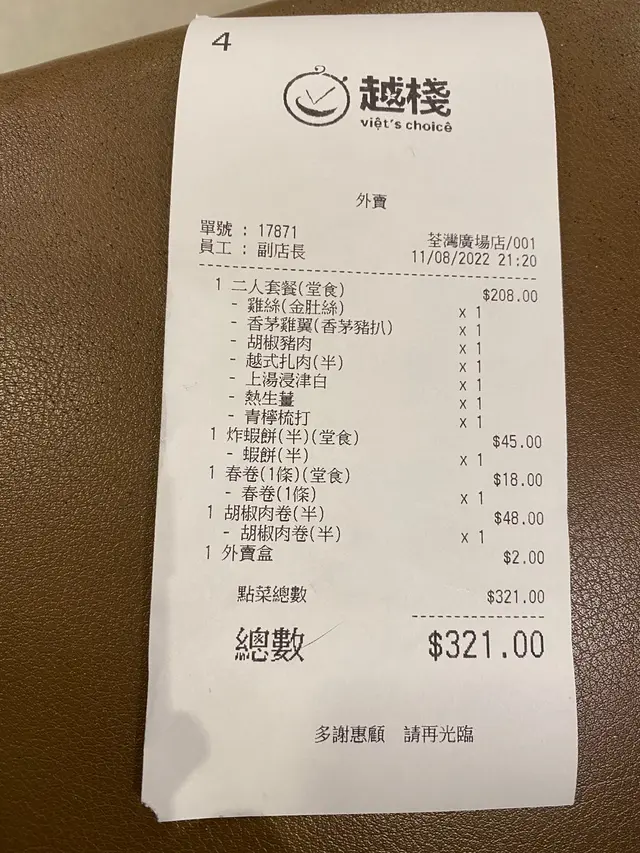 4
越棧
việt's choicê
外賣
單號 : 17871
員工 : 副店長
荃灣廣場店/001
11/08/2022 21:20
1 二人套餐(堂食) $208.00
- 雞絲(金肚絲) x 1
- 香茅雞翼(香茅豬扒) x 1
- 胡椒豬肉 x 1
- 越式扎肉(半) x 1
- 上湯浸津白 x 1
- 熱生薑 x 1
- 青檸梳打 x 1
1 炸蝦餅(半)(堂食) $45.00
- 蝦餅(半) x 1
1 春卷(1條)(堂食) $18.00
- 春卷(1條) x 1
1 胡椒肉卷(半) $48.00
- 胡椒肉卷(半) x 1
1 外賣盒 $2.00
點菜總數 $321.00
總數 $321.00
多謝惠顧 請再光臨